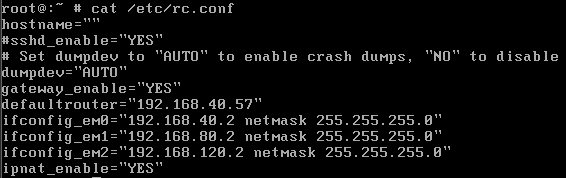 root@:~ # cat /etc/rc.conf
hostname=""
#sshd_enable="YES"
# Set dumpdev to "AUTO" to enable crash dumps, "NO" to disable
dumpdev="AUTO"
gateway_enable="YES"
defaultrouter="192.168.40.57"
ifconfig_em0="192.168.40.2 netmask 255.255.255.0"
ifconfig_em1="192.168.80.2 netmask 255.255.255.0"
ifconfig_em2="192.168.120.2 netmask 255.255.255.0"
ipnat_enable="YES"